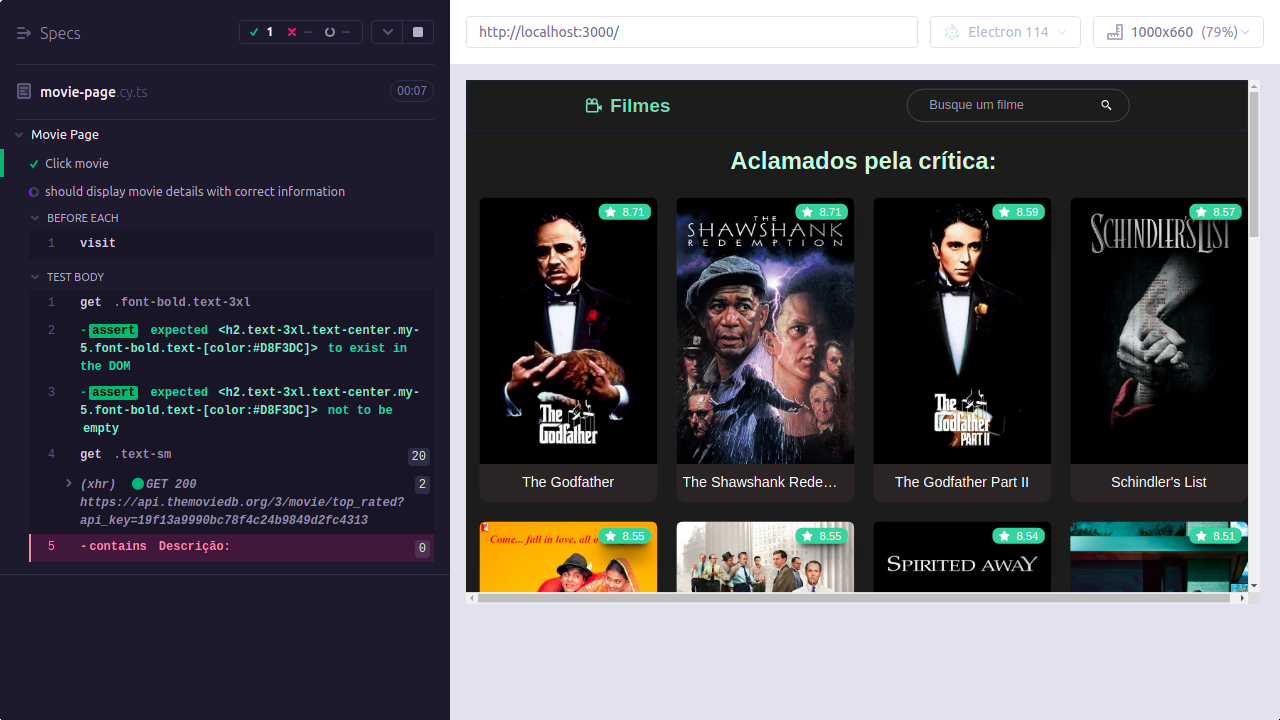 Specs
1 -- --
movie-page.cy.ts
00:07
Movie Page
Click movie
should display movie details with correct information
BEFORE EACH
1 visit
TEST BODY
1 get .font-bold.text-3xl
2 -assert expected <h2.text-3xl.text-center.my-
5.font-bold.text-[color:#D8F3DC]> to exist in
the DOM
3 -assert expected <h2.text-3xl.text-center.my-
5.font-bold.text-[color:#D8F3DC]> not to be
empty
4 get .text-sm 20
(xhr) GET 200 2
https://api.themoviedb.org/3/movie/top_rated?
api_key=19f13a9990bc78f4c24b9849d2fc4313
5 -contains Descrição: 0
http://localhost:3000/
Electron 114
1000x660 (79%)
Filmes
Busque um filme
Aclamados pela crítica:
8.71
The Godfather
The Godfather
8.71
THE SHAWSHANK REDEMPTION
The Shawshank Rede…
8.59
The Godfather PART II
The Godfather Part II
8.57
SCHINDLER'S LIST
Schindler's List
8.55
Come... fall in love, all o
8.55
8.54
SPIRITED AWAY
8.51